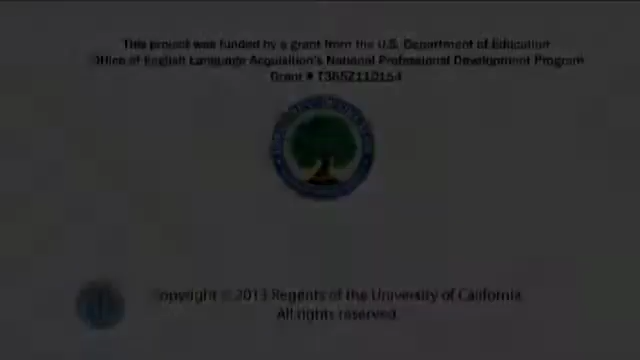 This project was funded by a grant from the U.S. Department of Education
Office of English Language Acquisition's National Professional Development Program
Grant # T365Z110164
Copyright © 2013 Regents of the University of California
All rights reserved